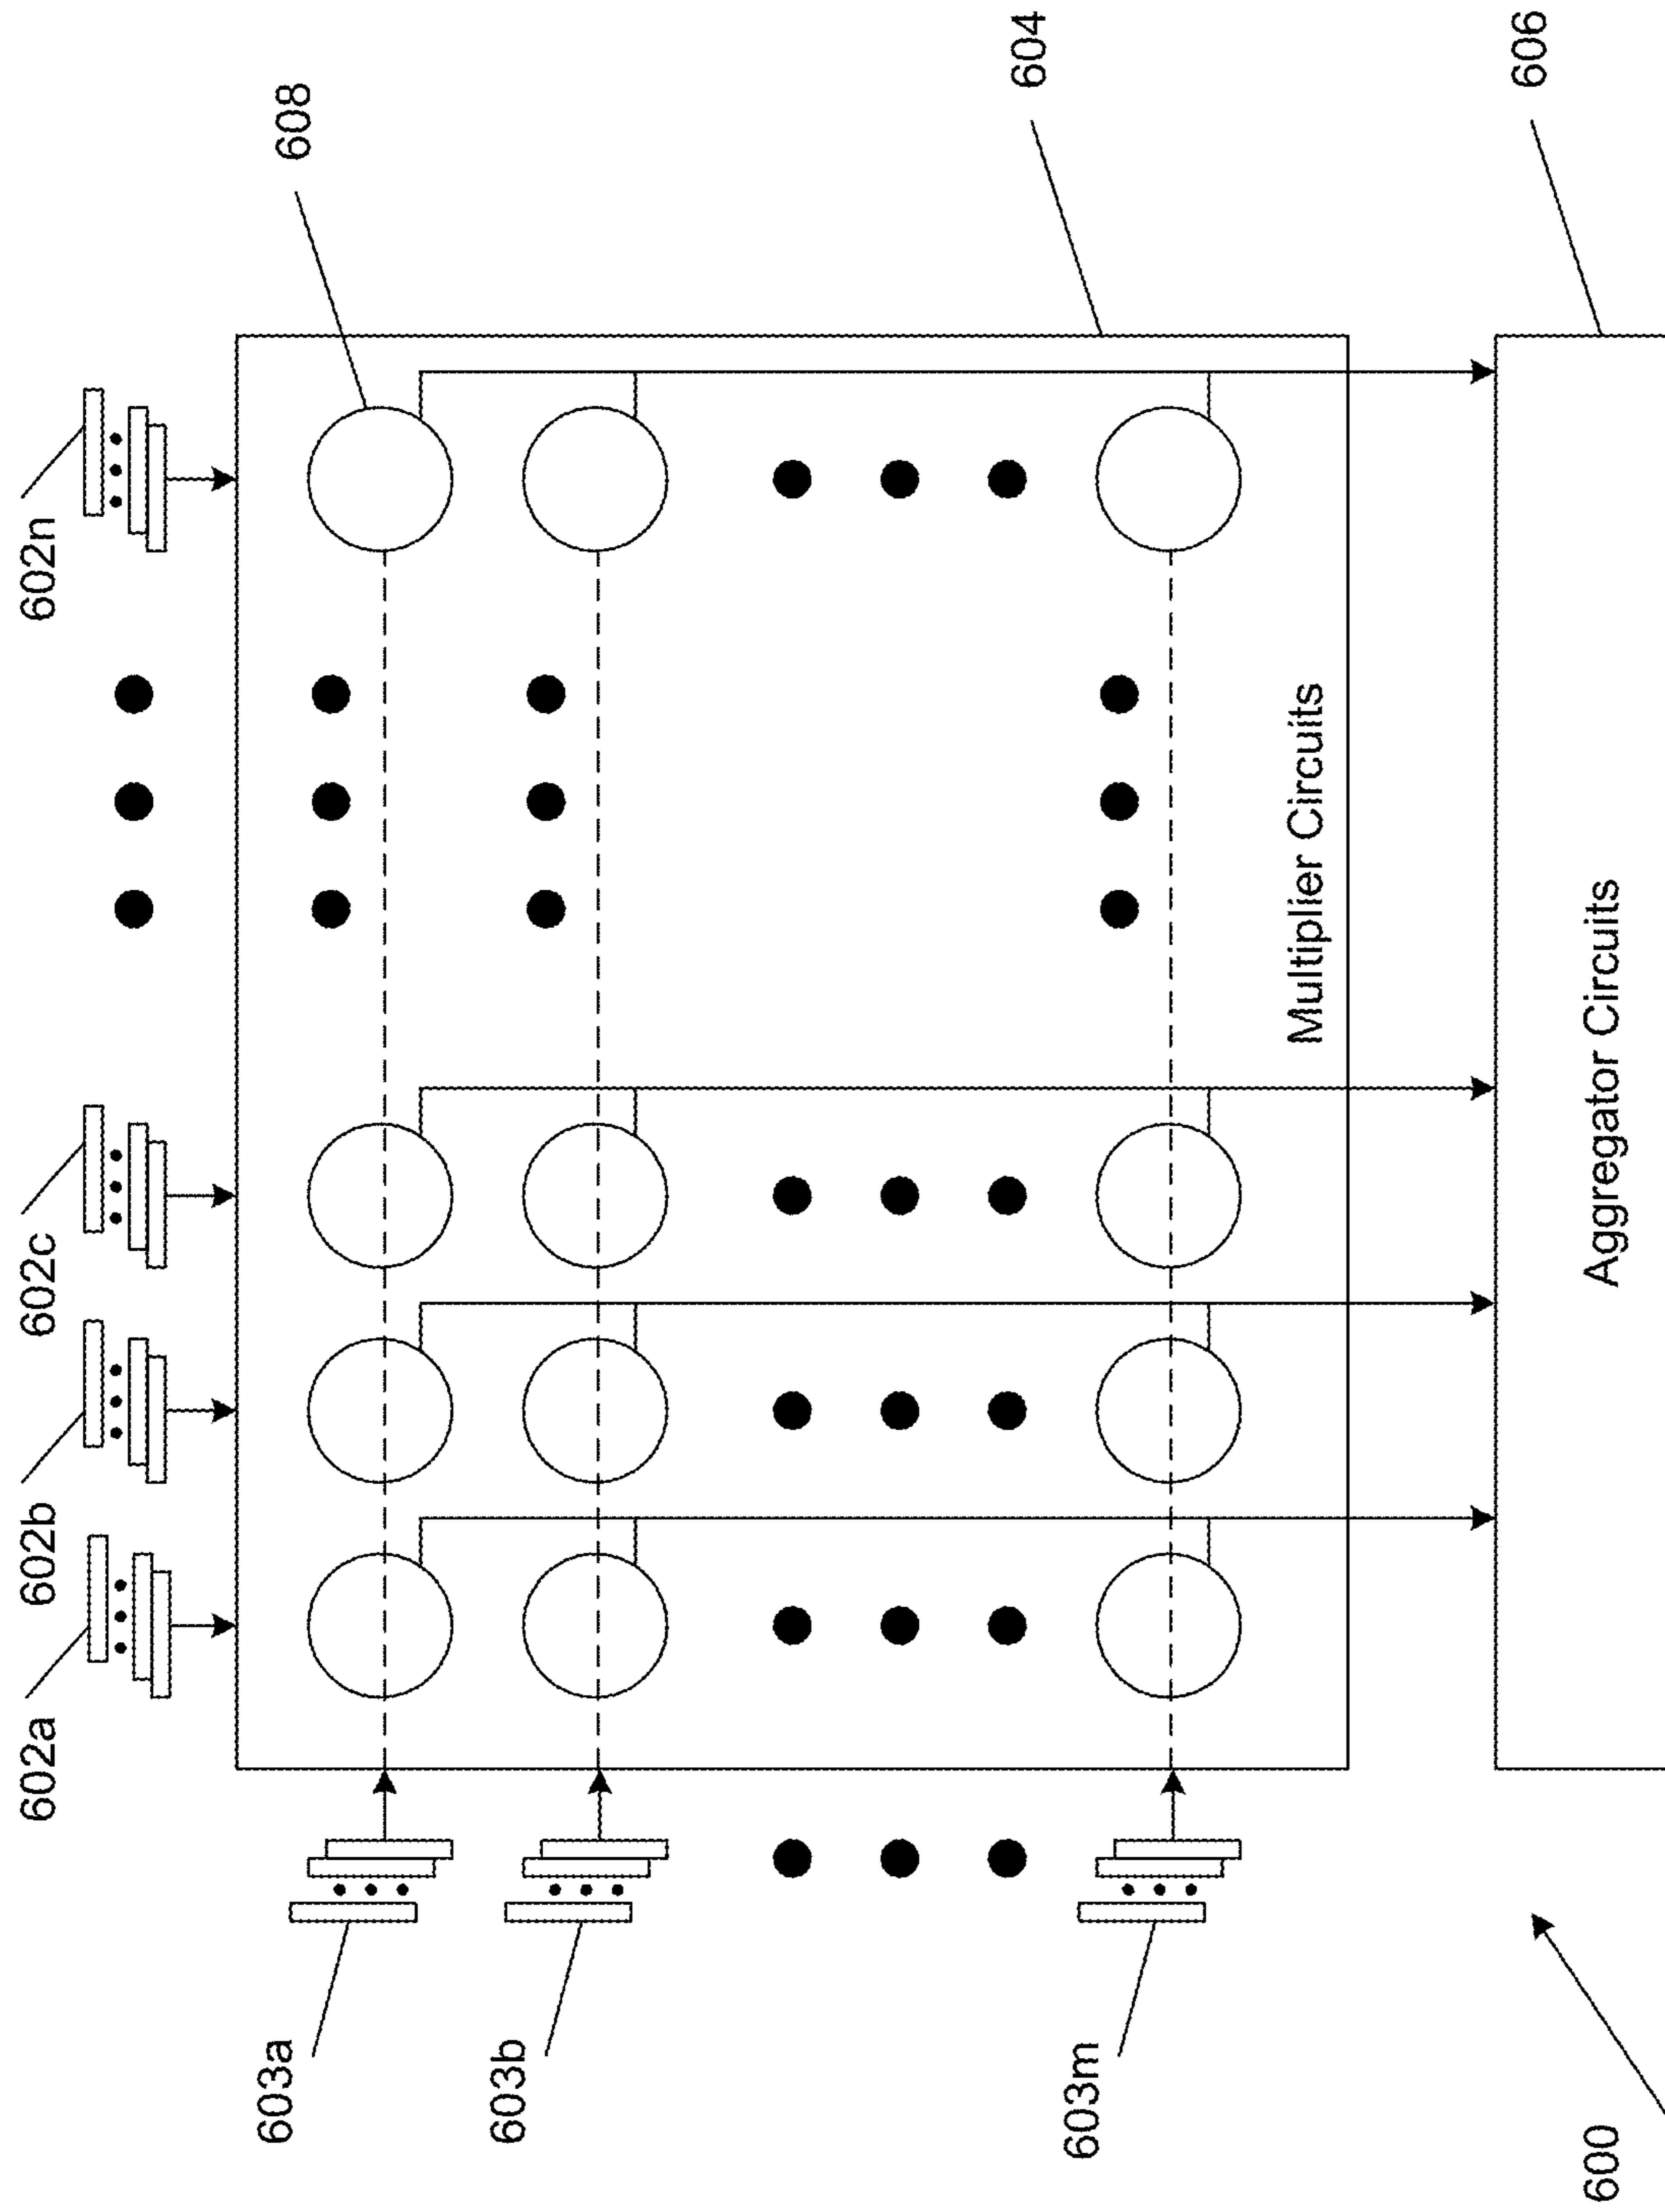 602a
602b
602c
602n
603a
603b
603m
608
604
606
Multiplier Circuits
Aggregator Circuits
600